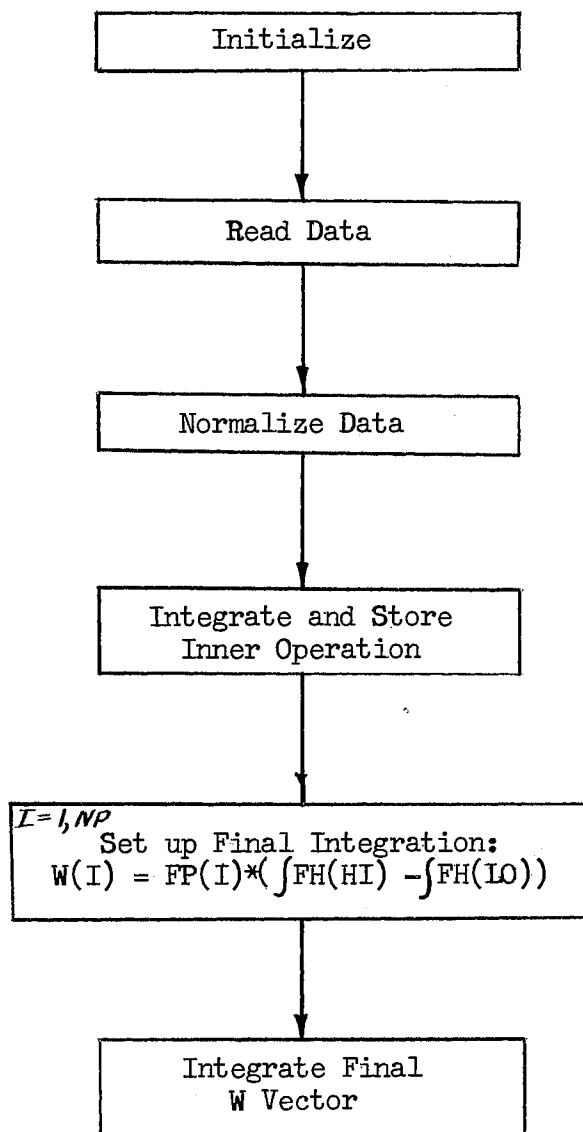 Initialize
Read Data
Normalize Data
Integrate and Store
Inner Operation
I=1,NP
Set up Final Integration:
W(I) = FP(I)*(∫FH(HI) -∫FH(LO))
Integrate Final
W Vector